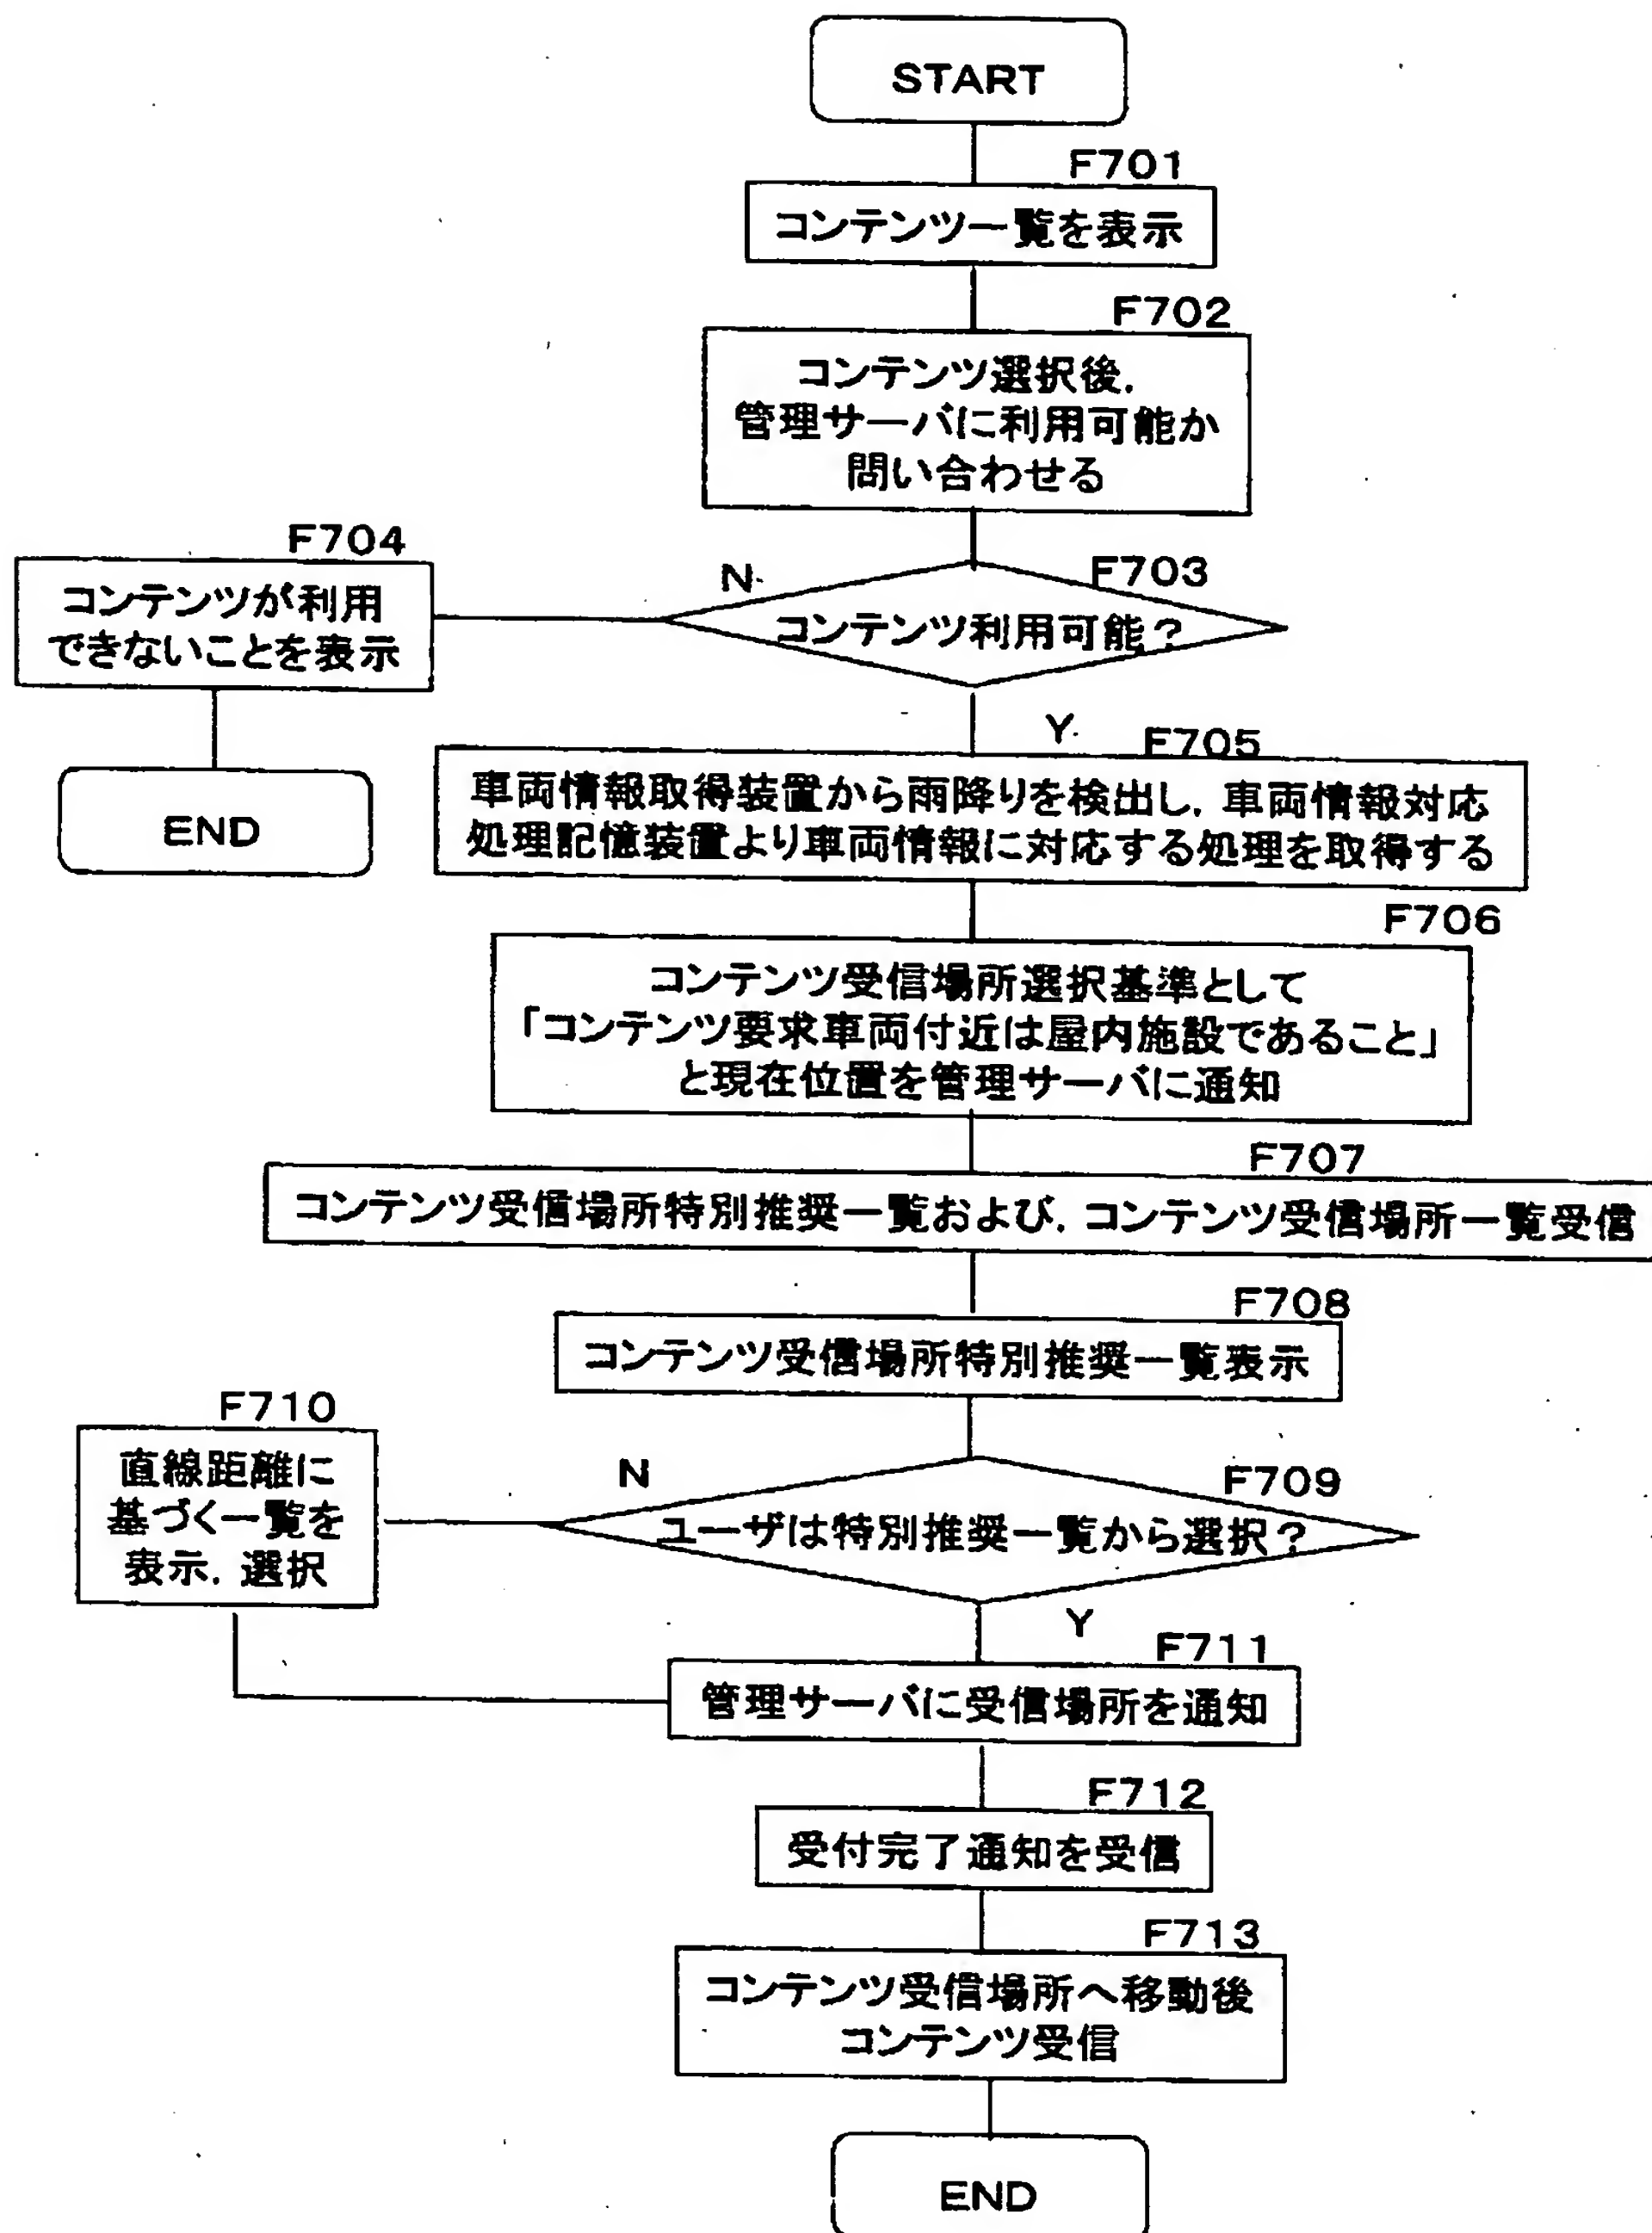 START
F701
コンテンツ一覧を表示
F702
コンテンツ選択後,
管理サーバに利用可能か
問い合わせる
F704
コンテンツが利用
できないことを表示
END
N
F703
コンテンツ利用可能?
Y
F705
車両情報取得装置から雨降りを検出し, 車両情報対応
処理記憶装置より車両情報に対応する処理を取得する
F706
コンテンツ受信場所選択基準として
「コンテンツ要求車両付近は屋内施設であること」
と現在位置を管理サーバに通知
F707
コンテンツ受信場所特別推奨一覧および, コンテンツ受信場所一覧受信
F708
コンテンツ受信場所特別推奨一覧表示
F710
直線距離に
基づく一覧を
表示, 選択
N
F709
ユーザは特別推奨一覧から選択?
Y
F711
管理サーバに受信場所を通知
F712
受付完了通知を受信
F713
コンテンツ受信場所へ移動後
コンテンツ受信
END